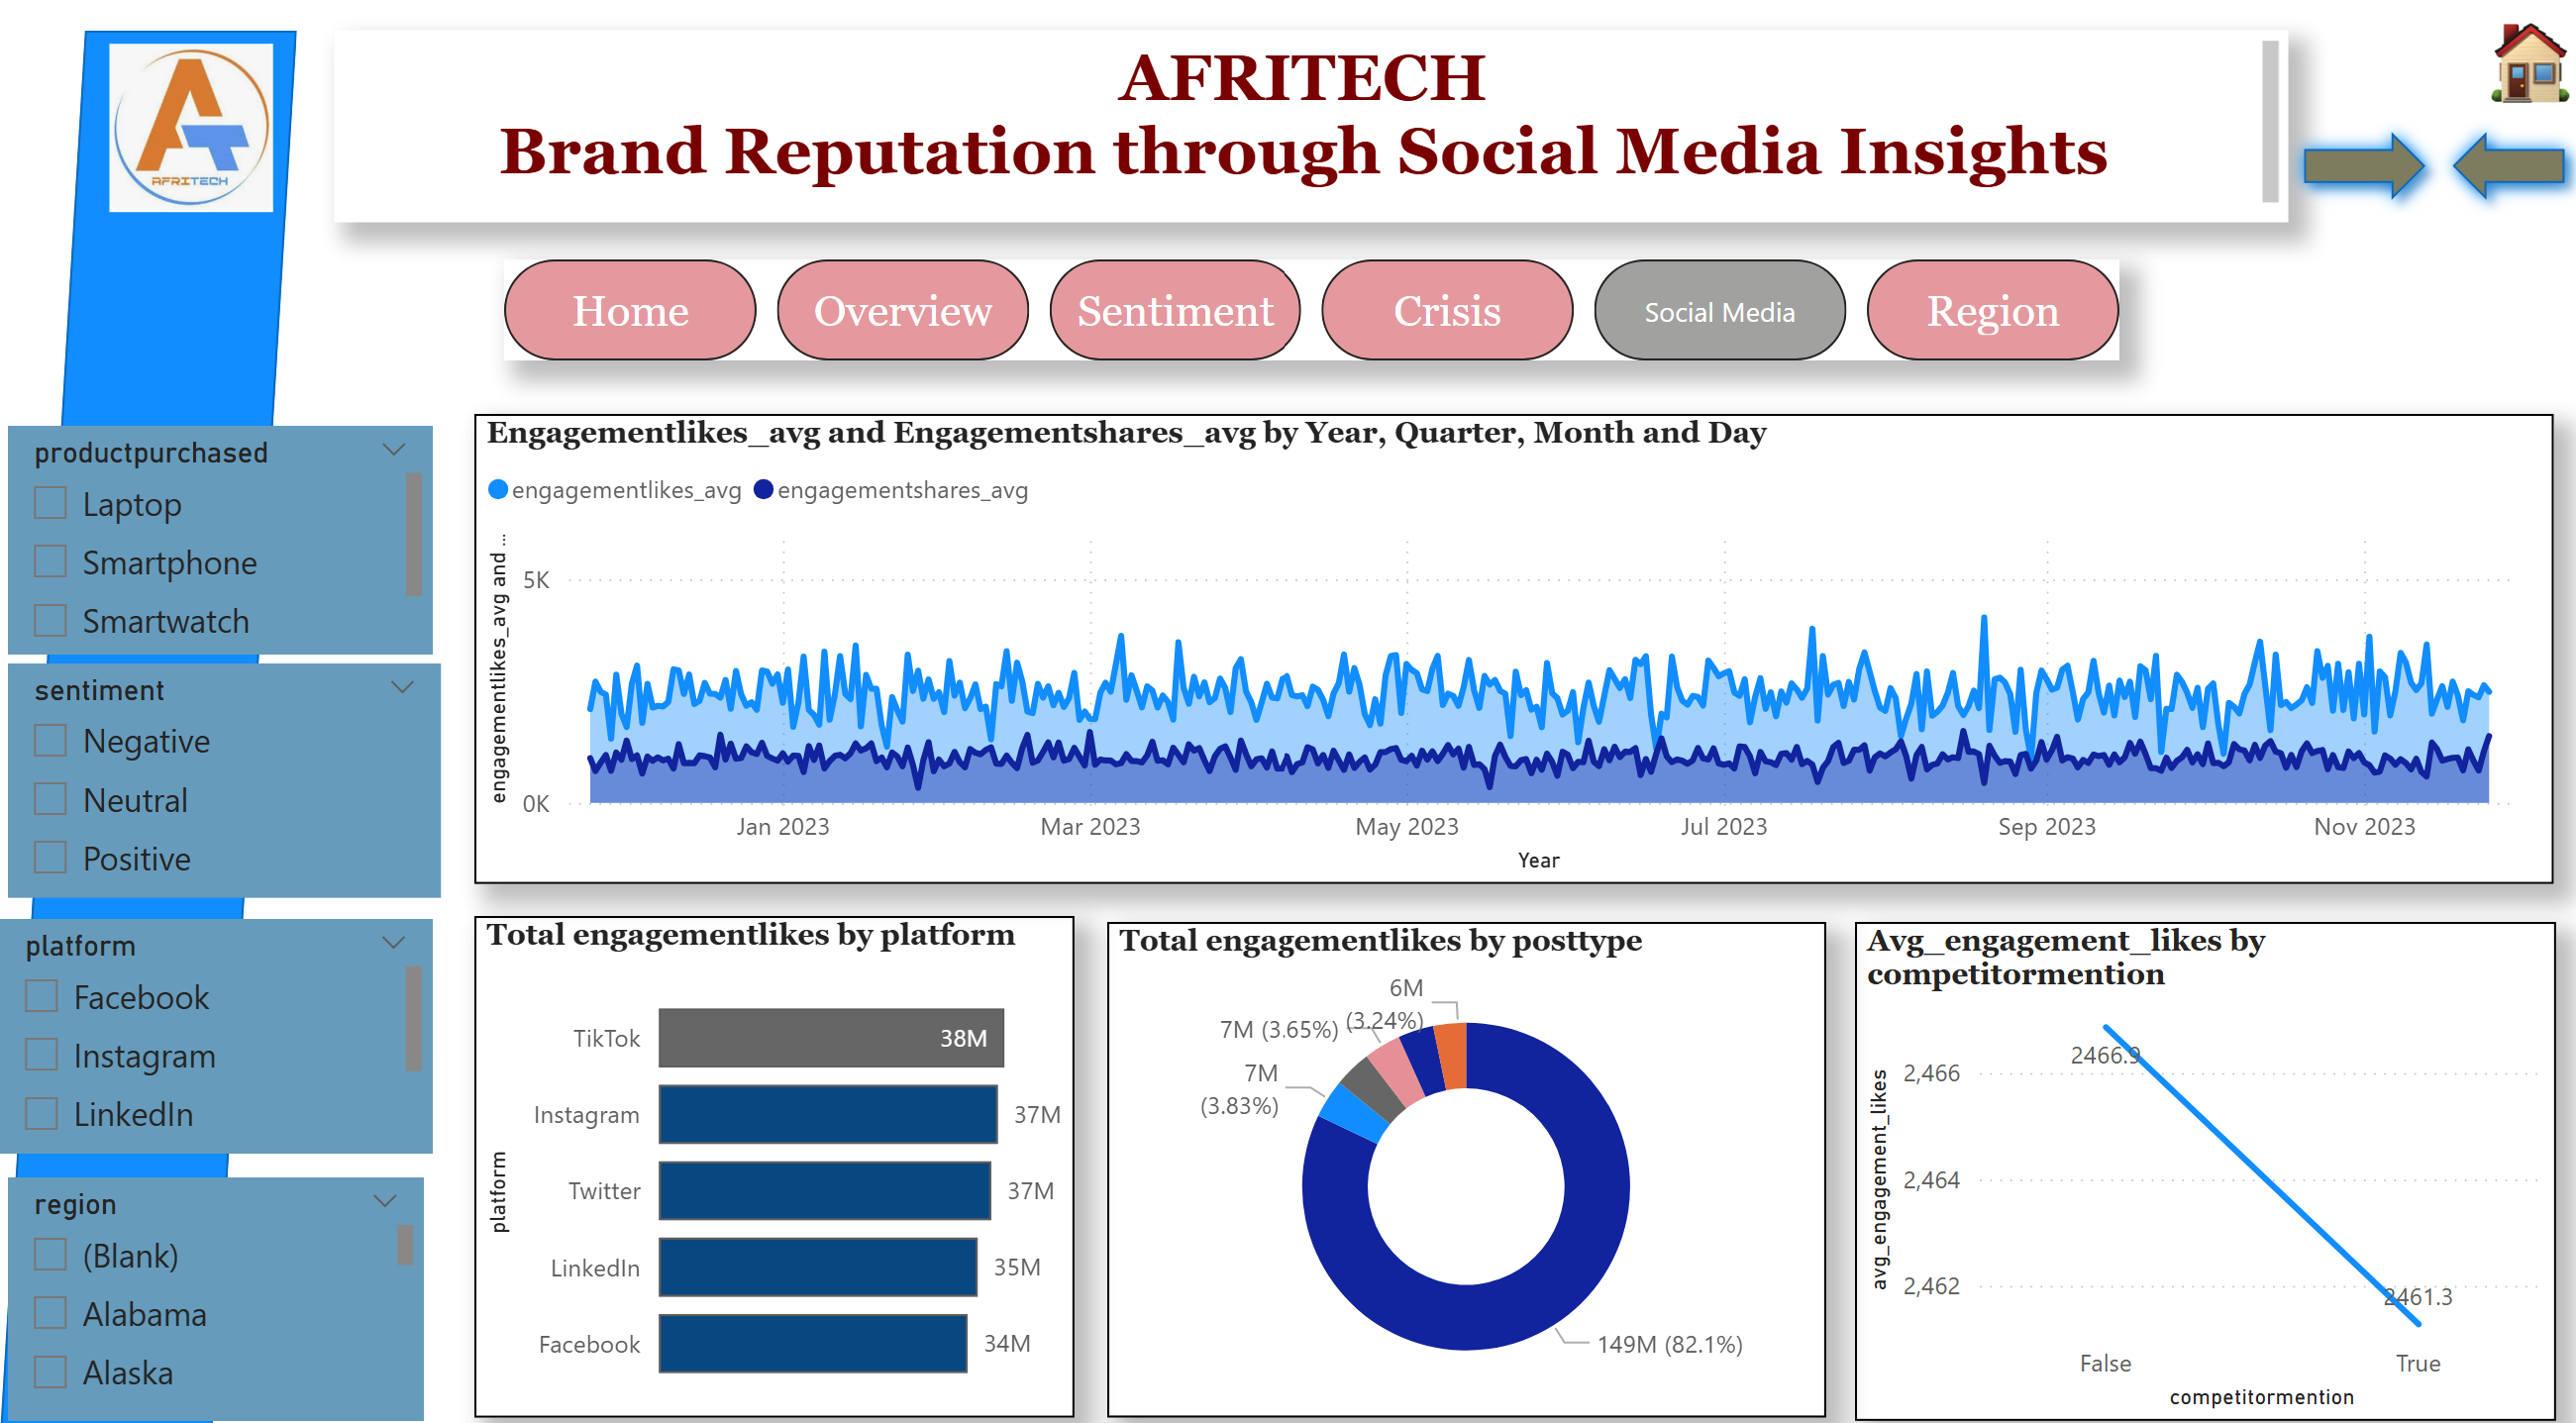 AFRITECH
AFRITECH
Brand Reputation through Social Media Insights
Home
Overview
Sentiment
Crisis
Social Media
Region
productpurchased
Laptop
Smartphone
Smartwatch
sentiment
Negative
Neutral
Positive
platform
Facebook
Instagram
LinkedIn
region
(Blank)
Alabama
Alaska
Engagementlikes_avg and Engagementshares_avg by Year, Quarter, Month and Day
engagementlikes_avg engagementshares_avg
engagementlikes_avg and ...
5K
0K
Jan 2023
Mar 2023
May 2023
Jul 2023
Sep 2023
Nov 2023
Year
Total engagementlikes by platform
platform
TikTok 38M
Instagram 37M
Twitter 37M
LinkedIn 35M
Facebook 34M
Total engagementlikes by posttype
6M
(3.24%)
7M (3.65%)
7M
(3.83%)
149M (82.1%)
Avg_engagement_likes by
competitormention
avg_engagement_likes
2,466
2,464
2,462
2466.9
2461.3
False
True
competitormention